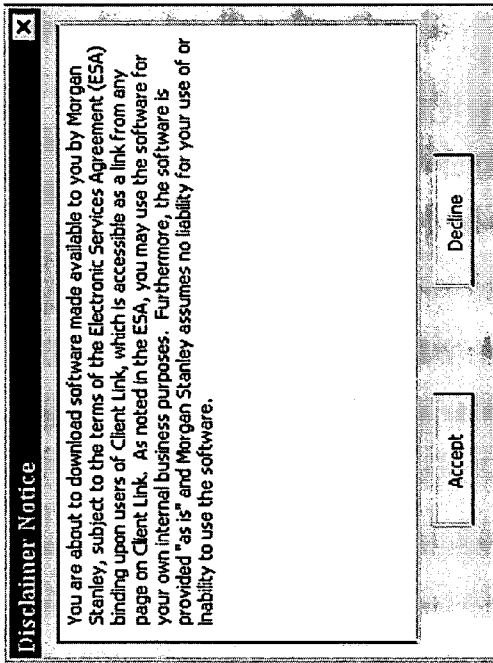 Disclaimer Notice
You are about to download software made available to you by Morgan
Stanley, subject to the terms of the Electronic Services Agreement (ESA)
binding upon users of Client Link, which is accessible as a link from any
page on Client Link. As noted in the ESA, you may use the software for
your own internal business purposes. Furthermore, the software is
provided "as is" and Morgan Stanley assumes no liability for your use of or
inability to use the software.
Accept
Decline